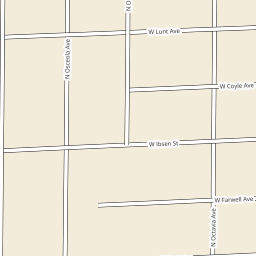 N O
W Lunt Ave
N Osceola Ave
W Coyle Ave
W Ibsen St
W Farwell Ave
N Octavia Ave